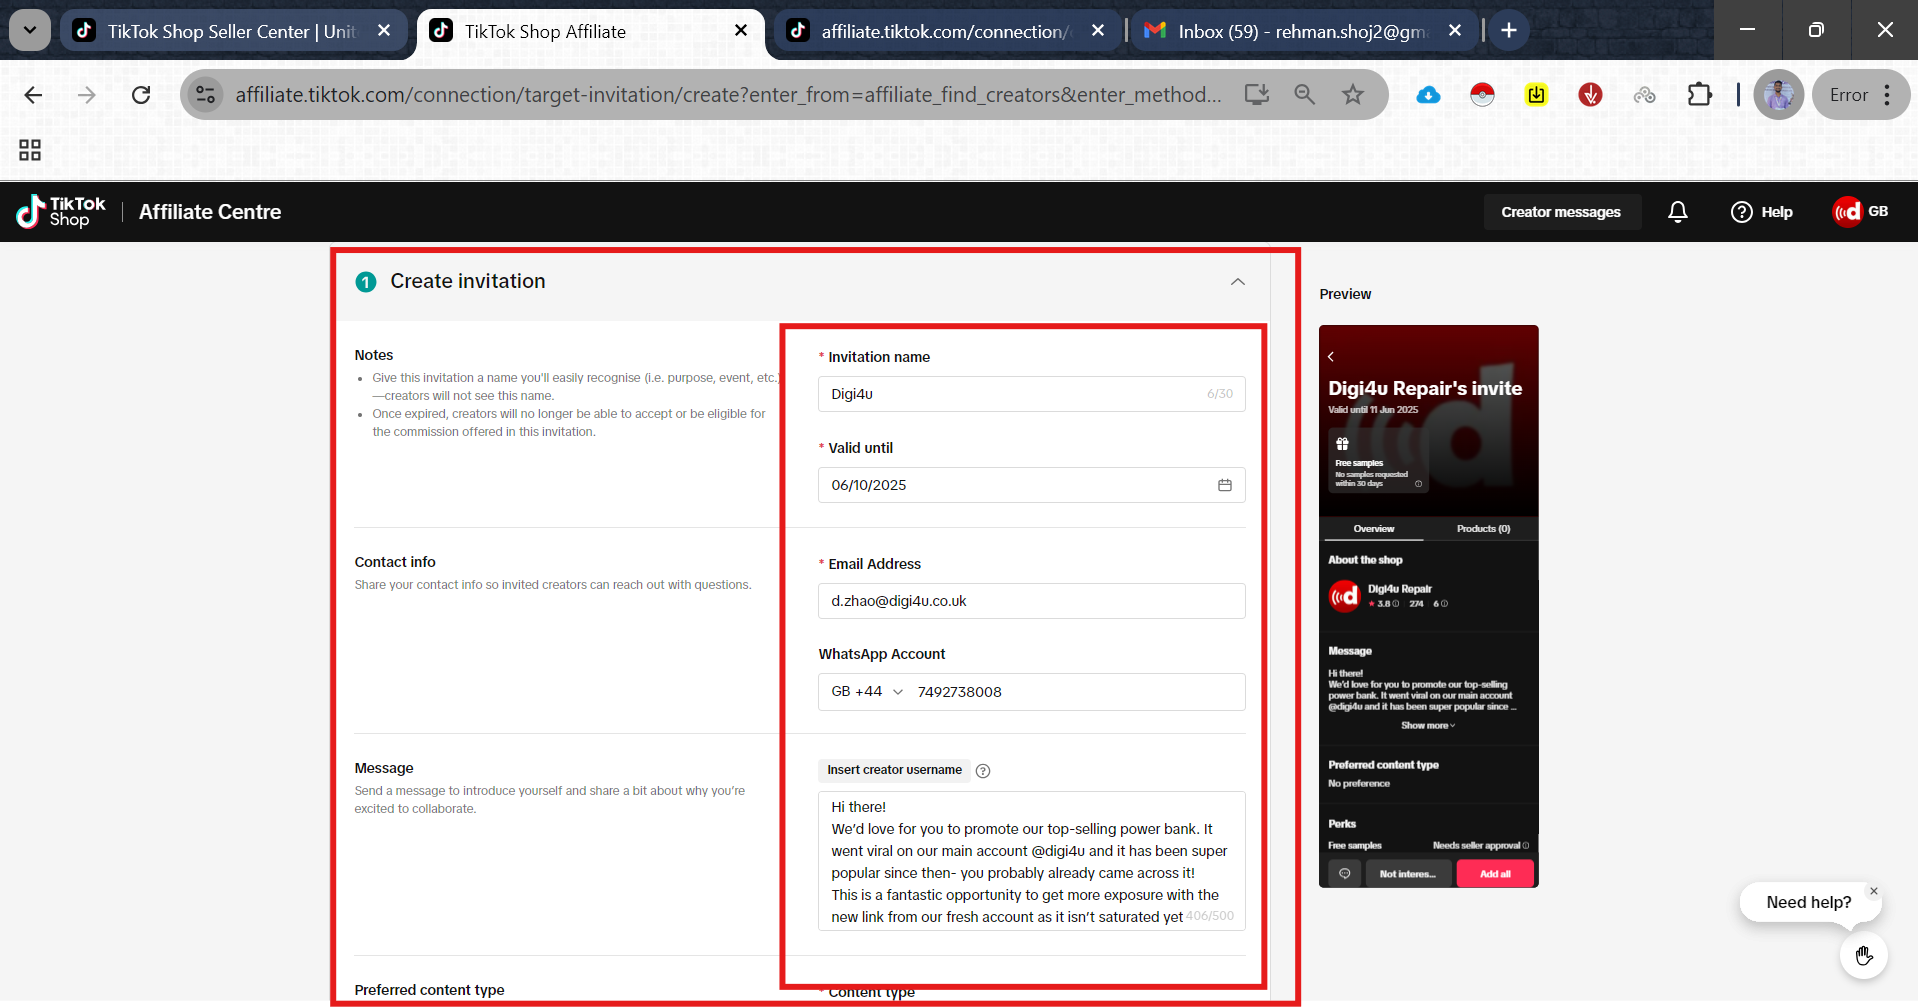 TikTok Shop Seller Center | Unit
TikTok Shop Affiliate
affiliate.tiktok.com/connection/
Inbox (59) - rehman.shoj2@gm
affiliate.tiktok.com/connection/target-invitation/create?enter_from=affiliate_find_creators&enter_method...
Error
TikTok
Shop
Affiliate Centre
Creator messages
Help
GB
1 Create invitation
Notes
• Give this invitation a name you'll easily recognise (i.e. purpose, event, etc.)
—creators will not see this name.
• Once expired, creators will no longer be able to accept or be eligible for
the commission offered in this invitation.
* Invitation name
Digi4u 6/30
* Valid until
06/10/2025
Contact info
Share your contact info so invited creators can reach out with questions.
* Email Address
d.zhao@digi4u.co.uk
WhatsApp Account
GB +44 7492738008
Message
Send a message to introduce yourself and share a bit about why you're
excited to collaborate.
Insert creator username
Hi there!
We'd love for you to promote our top-selling power bank. It
went viral on our main account @digi4u and it has been super
popular since then- you probably already came across it!
This is a fantastic opportunity to get more exposure with the
new link from our fresh account as it isn't saturated yet 406/500
Preferred content type
* Content type
Preview
Digi4u Repair's invite
Valid until 11 Jun 2025
Free samples
No samples requested
within 30 days
Overview
Products (0)
About the shop
Digi4u Repair
3.8 274 6
Message
Hi there!
We'd love for you to promote our top-selling
power bank. It went viral on our main account
@digi4u and it has been super popular since ...
Show more
Preferred content type
No preference
Perks
Free samples Needs seller approval
Not interes...
Add all
Need help?